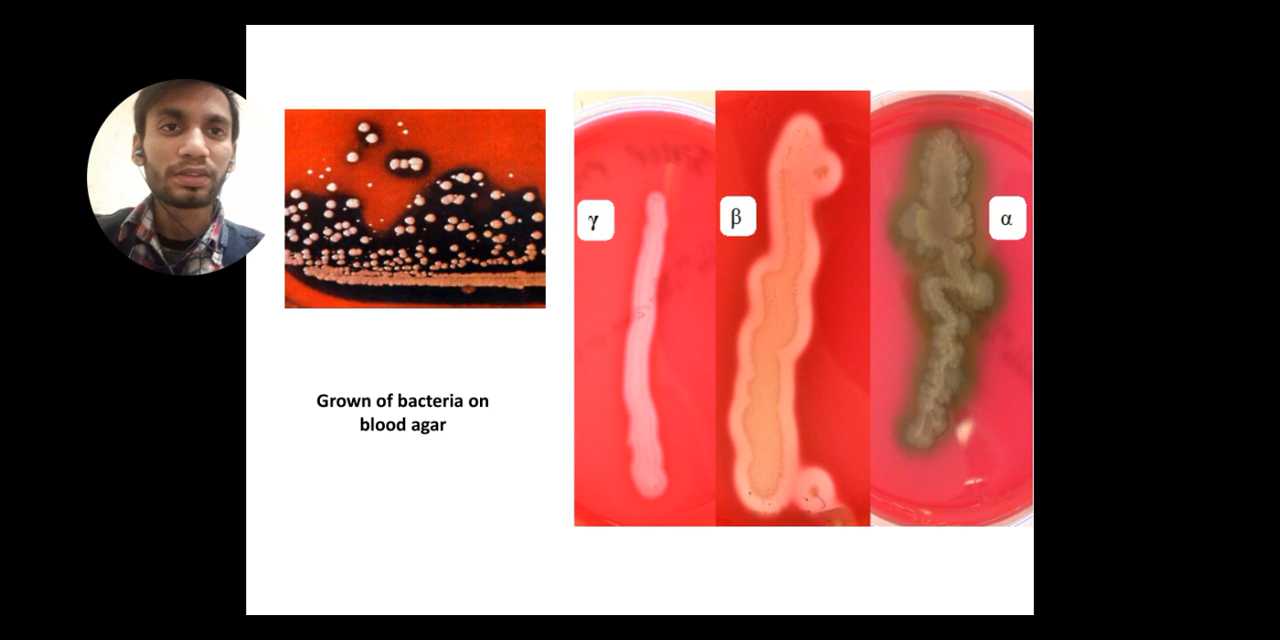 Grown of bacteria on
blood agar
γ
β
α